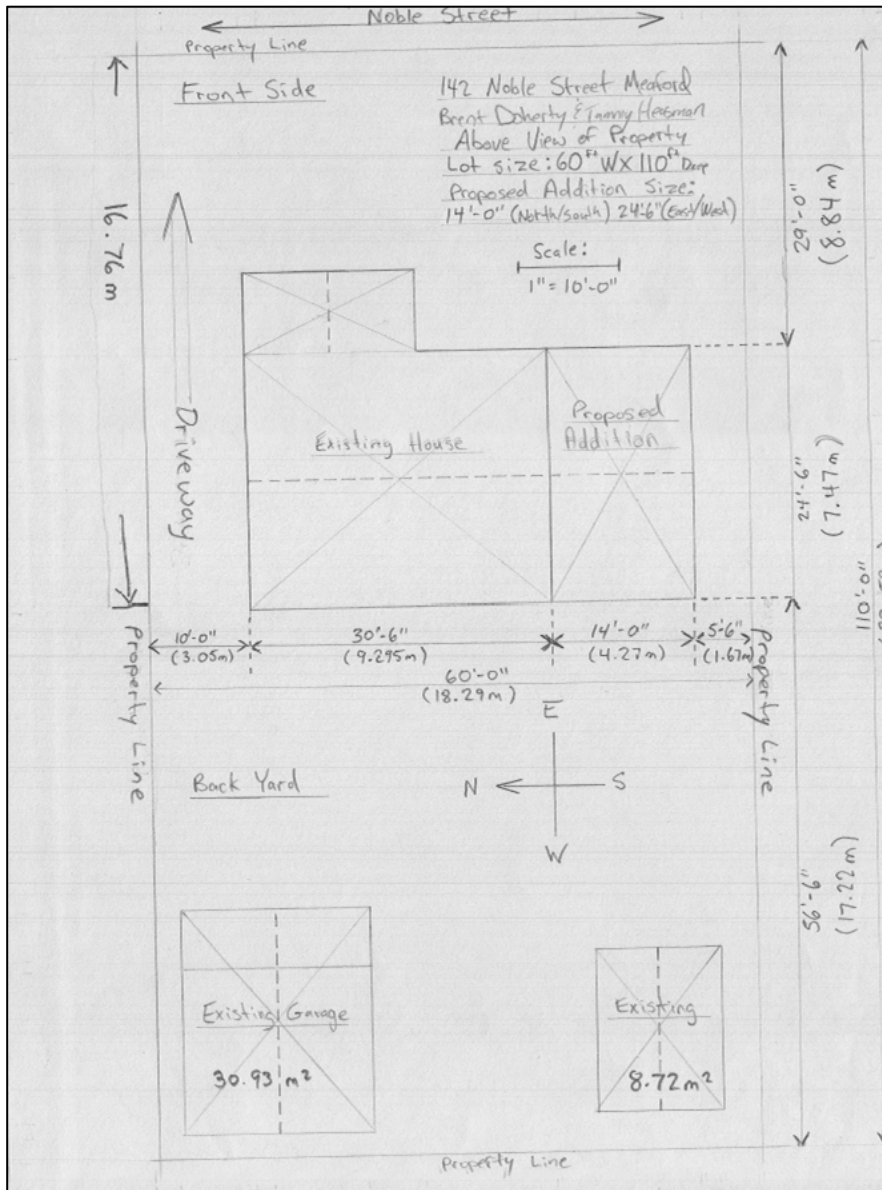 Noble Street
Property Line
Front Side
142 Noble Street Meaford
Brent Doherty & Tammy
Above View of Property
Lot size: 60ft W X 110ft Deep
Proposed Addition Size:
14'-0" (North/South) 24'-6" (East/West)
Scale:
1" = 10'-0"
16.76 m
29'-0"
(8.84m)
Driveway
Existing House
Proposed
Addition
24'-6"
(7.47m)
110'-0"
10'-0"
(3.05m)
30'-6"
(9.295m)
14'-0"
(4.27m)
5'-6"
(1.67m)
60'-0"
(18.29m)
Property Line
Property Line
E
N
S
W
Back Yard
56'-6"
(17.22m)
Existing Garage
30.93 m²
Existing
8.72 m²
Property Line